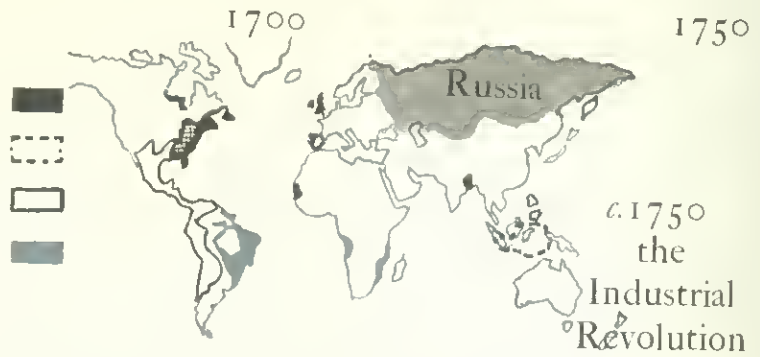 1700
1750
Russia
c.1750
the
Industrial
Revolution